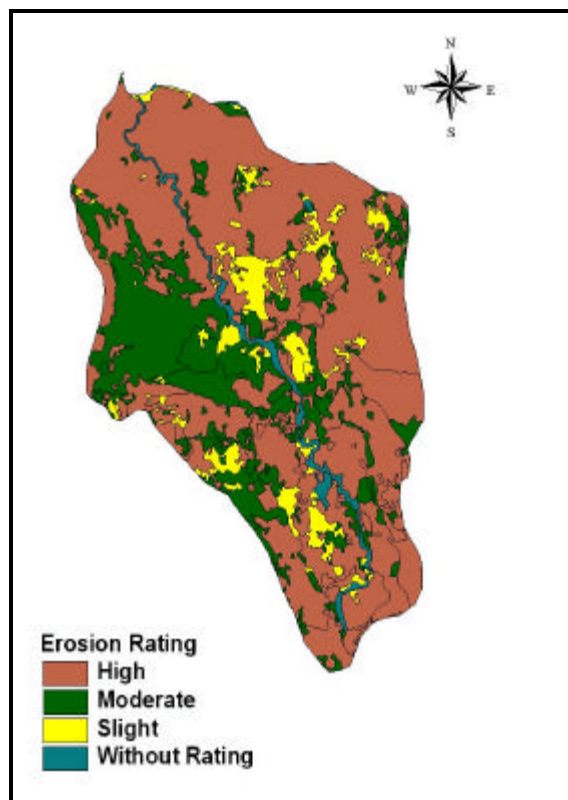 N
W E
S
Erosion Rating
High
Moderate
Slight
Without Rating